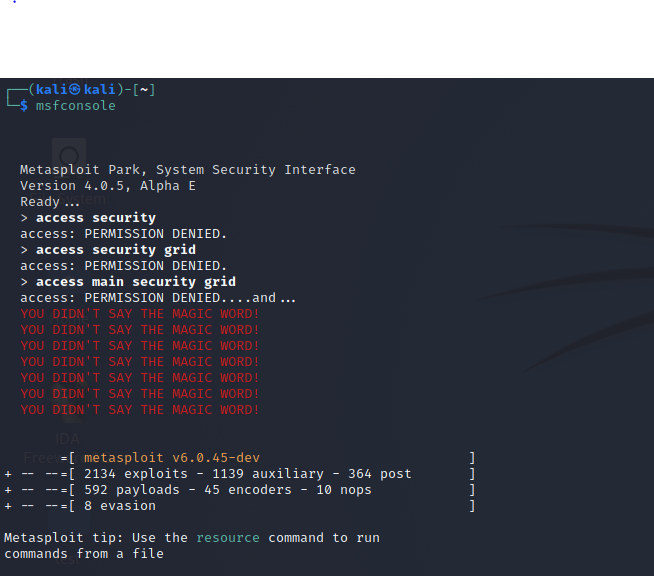 ┌──(kali㉿kali)-[~]
└─$ msfconsole
Metasploit Park, System Security Interface
Version 4.0.5, Alpha E
Ready...
> access security
access: PERMISSION DENIED.
> access security grid
access: PERMISSION DENIED.
> access main security grid
access: PERMISSION DENIED....and...
YOU DIDN'T SAY THE MAGIC WORD!
YOU DIDN'T SAY THE MAGIC WORD!
YOU DIDN'T SAY THE MAGIC WORD!
YOU DIDN'T SAY THE MAGIC WORD!
YOU DIDN'T SAY THE MAGIC WORD!
YOU DIDN'T SAY THE MAGIC WORD!
YOU DIDN'T SAY THE MAGIC WORD!
IDA
=[ metasploit v6.0.45-dev ]
+ -- --=[ 2134 exploits - 1139 auxiliary - 364 post ]
+ -- --=[ 592 payloads - 45 encoders - 10 nops ]
+ -- --=[ 8 evasion ]
Metasploit tip: Use the resource command to run
commands from a file